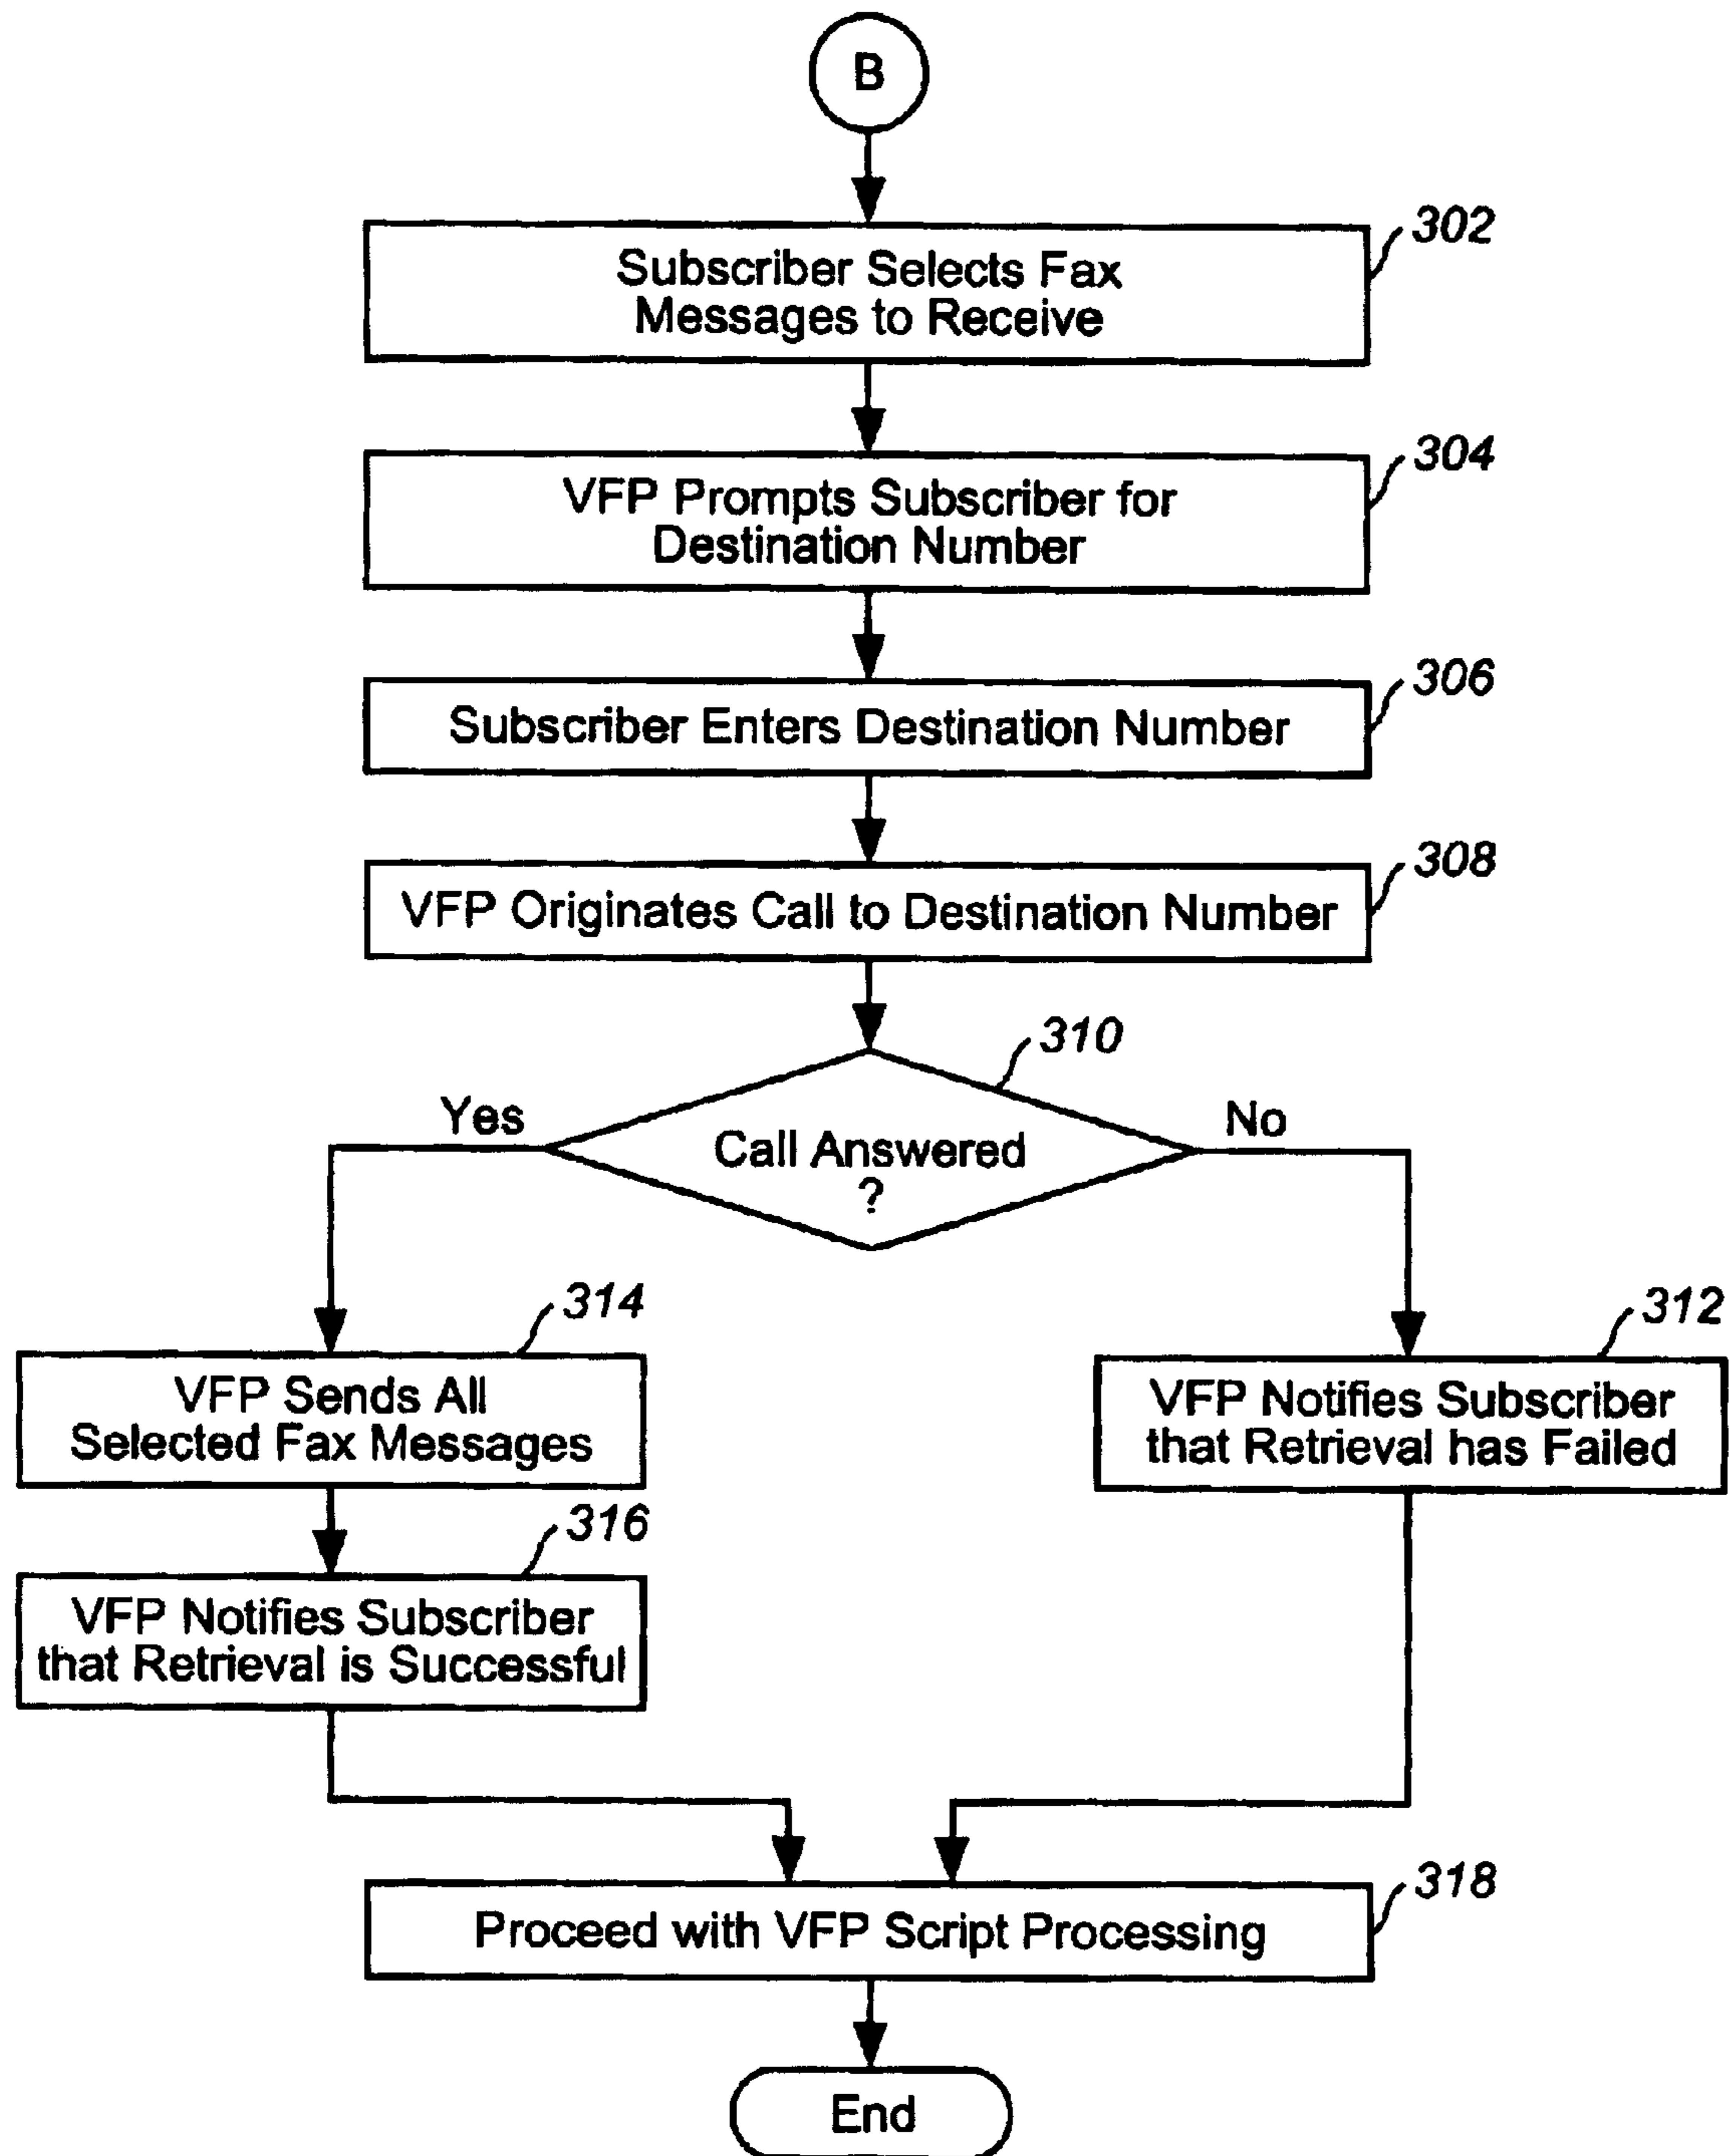 B
302
Subscriber Selects Fax
Messages to Receive
304
VFP Prompts Subscriber for
Destination Number
306
Subscriber Enters Destination Number
308
VFP Originates Call to Destination Number
310
Yes
No
Call Answered
?
314
312
VFP Sends All
Selected Fax Messages
VFP Notifies Subscriber
that Retrieval has Failed
316
VFP Notifies Subscriber
that Retrieval is Successful
318
Proceed with VFP Script Processing
End